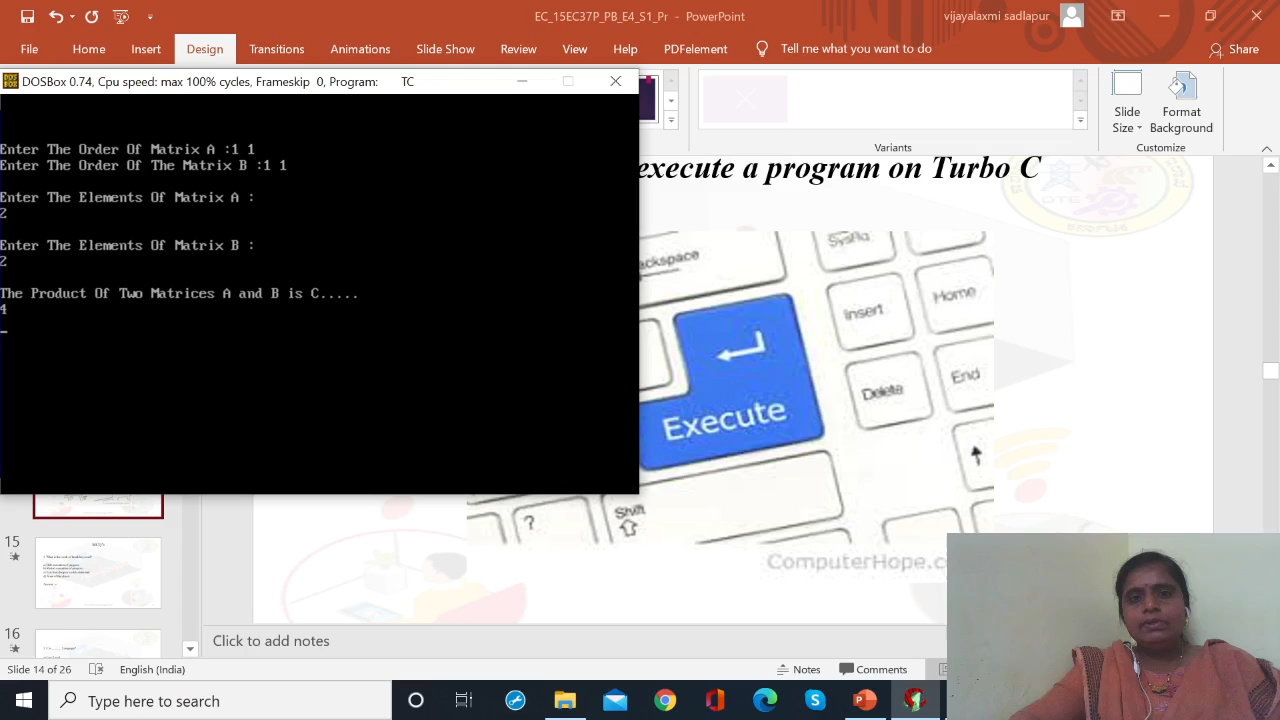 EC_15EC37P_PB_E4_S1_Pr - PowerPoint
vijayalaxmi sadlapur
File Home Insert Design Transitions Animations Slide Show Review View Help PDFelement Tell me what you want to do Share
DOSBox 0.74, Cpu speed: max 100% cycles, Frameskip 0, Program: TC
Enter The Order Of Matrix A :1 1
Enter The Order Of The Matrix B :1 1
Enter The Elements Of Matrix A :
2
Enter The Elements Of Matrix B :
2
The Product Of Two Matrices A and B is C.....
4
Slide Size
Format Background
Variants
Customize
execute a program on Turbo C
DTE
ckspace
SysRq
Insert
Home
Delete
End
Execute
?
Shift
ComputerHope.c
15
16
Click to add notes
Slide 14 of 26 English (India) Notes Comments
Type here to search